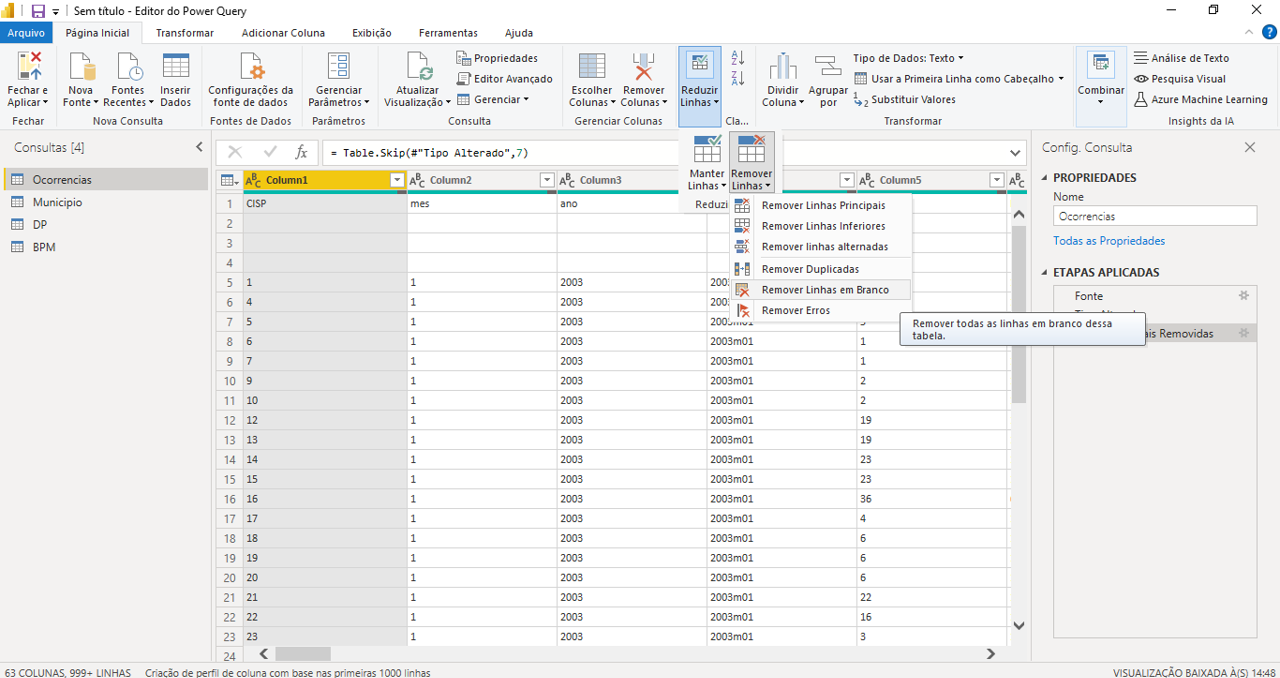 Sem título - Editor do Power Query
Arquivo Página Inicial Transformar Adicionar Coluna Exibição Ferramentas Ajuda
Fechar e Aplicar
Nova Fonte
Fontes Recentes
Inserir Dados
Configurações da fonte de dados
Gerenciar Parâmetros
Atualizar Visualização
Propriedades
Editor Avançado
Gerenciar
Escolher Colunas
Remover Colunas
Reduzir Linhas
Dividir Coluna
Agrupar por
Tipo de Dados: Texto
Usar a Primeira Linha como Cabeçalho
Substituir Valores
Combinar
Análise de Texto
Pesquisa Visual
Azure Machine Learning
Fechar Nova Consulta Fontes de Dados Parâmetros Consulta Gerenciar Colunas Cla... Transformar Insights da IA
Consultas [4]
Ocorrencias
Municipio
DP
BPM
fx = Table.Skip(#"Tipo Alterado",7)
Manter Linhas
Remover Linhas
Reduzi
Remover Linhas Principais
Remover Linhas Inferiores
Remover linhas alternadas
Remover Duplicadas
Remover Linhas em Branco
Remover Erros
Remover todas as linhas em branco dessa
tabela.
ABC Column1 ABC Column2 ABC Column3 ABC Column5 ABC
1 CISP mes ano
2
3
4
5 1 1 2003
6 4 1 2003
7 5 1 2003 2003m01
8 6 1 2003 2003m01 1
9 7 1 2003 2003m01 1
10 9 1 2003 2003m01 2
11 10 1 2003 2003m01 2
12 12 1 2003 2003m01 19
13 13 1 2003 2003m01 19
14 14 1 2003 2003m01 23
15 15 1 2003 2003m01 23
16 16 1 2003 2003m01 36
17 17 1 2003 2003m01 4
18 18 1 2003 2003m01 6
19 19 1 2003 2003m01 6
20 20 1 2003 2003m01 6
21 21 1 2003 2003m01 22
22 22 1 2003 2003m01 16
23 23 1 2003 2003m01 3
24
Config. Consulta
PROPRIEDADES
Nome
Ocorrencias
Todas as Propriedades
ETAPAS APLICADAS
Fonte
ais Removidas
63 COLUNAS, 999+ LINHAS Criação de perfil de coluna com base nas primeiras 1000 linhas VISUALIZAÇÃO BAIXADA À(S) 14:48